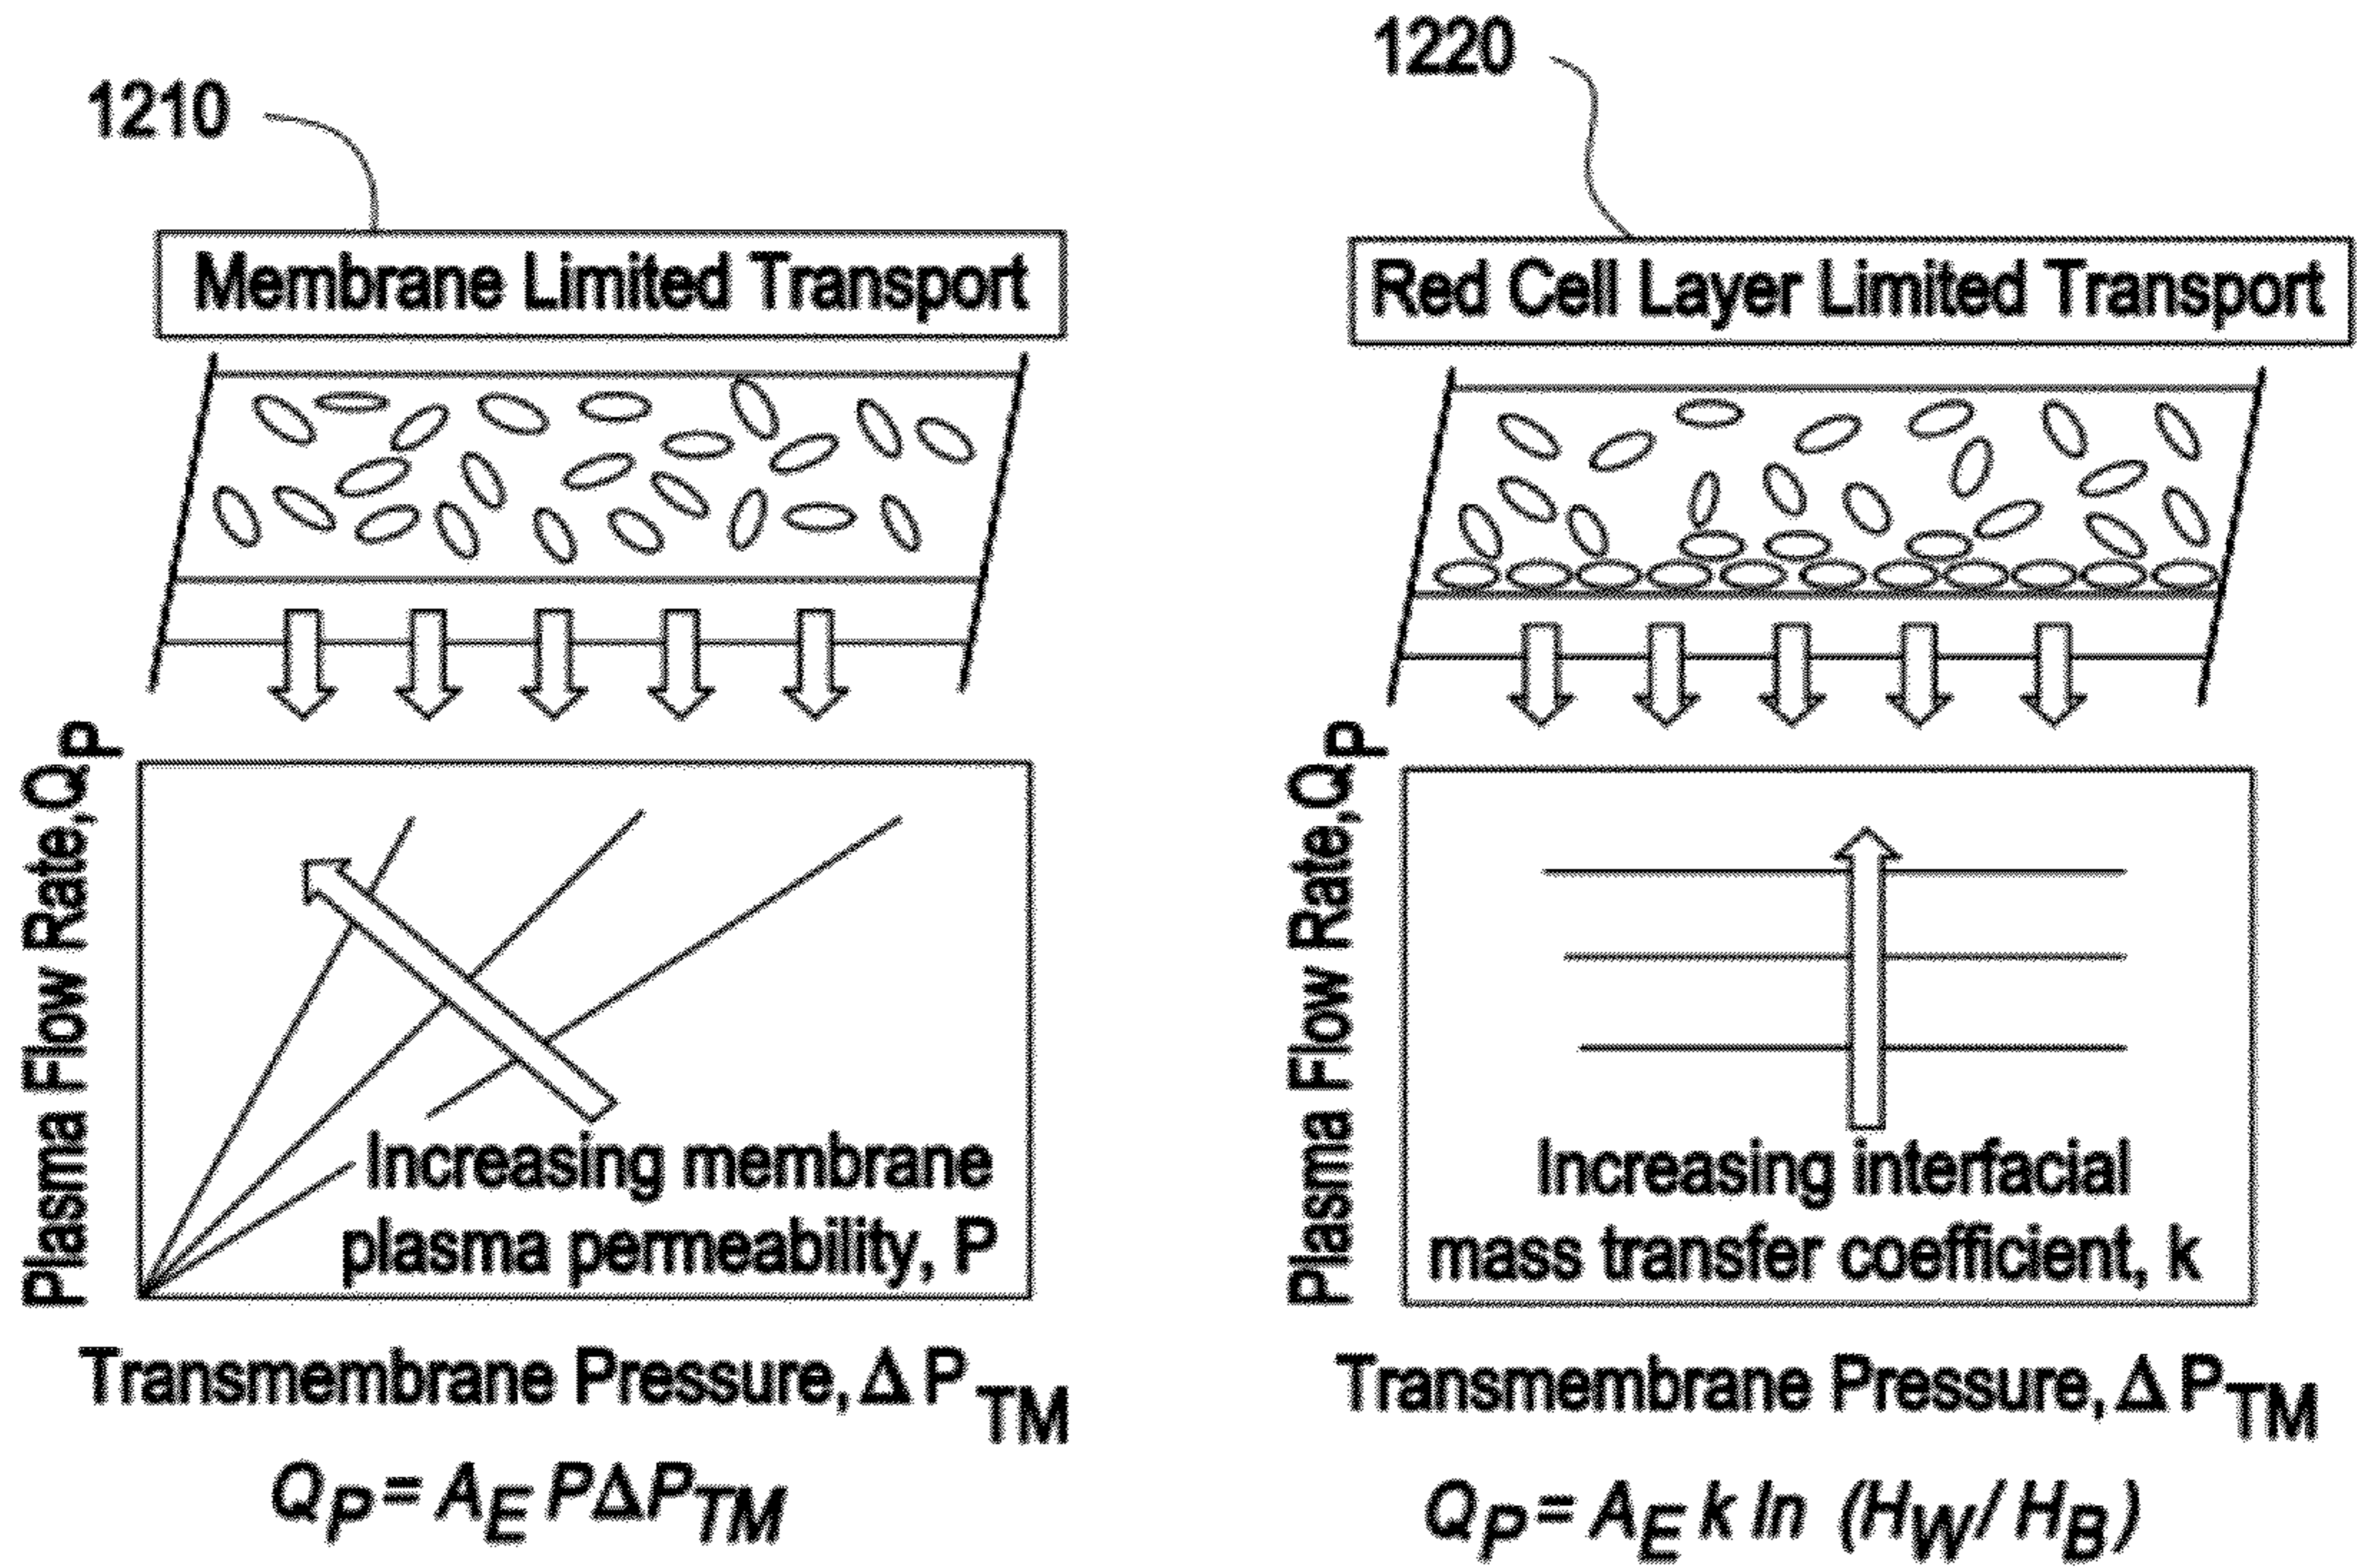 1210
Membrane Limited Transport
Plasma Flow Rate, Q_P
Increasing membrane
plasma permeability, P
Transmembrane Pressure, Δ P_TM
Q_P = A_E PΔP_TM
1220
Red Cell Layer Limited Transport
Plasma Flow Rate, Q_P
Increasing interfacial
mass transfer coefficient, k
Transmembrane Pressure, Δ P_TM
Q_P = A_E k ln (H_W / H_B)